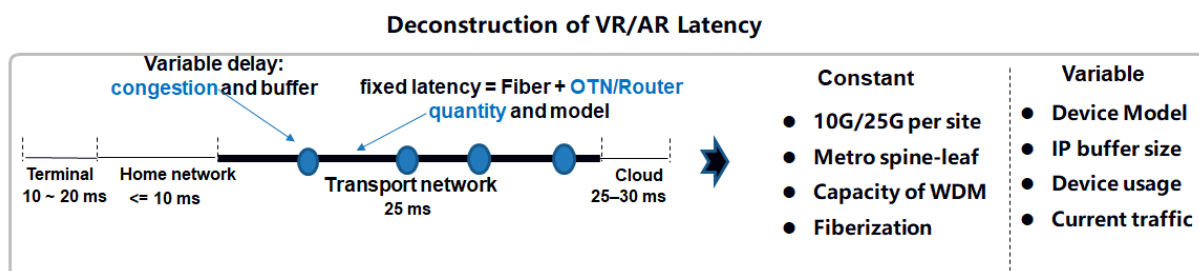 Deconstruction of VR/AR Latency
Variable delay:
congestion and buffer
fixed latency = Fiber + OTN/Router
quantity and model
Terminal
10 ~ 20 ms
Home network
<= 10 ms
Transport network
25 ms
Cloud
25–30 ms
Constant
● 10G/25G per site
● Metro spine-leaf
● Capacity of WDM
● Fiberization
Variable
● Device Model
● IP buffer size
● Device usage
● Current traffic